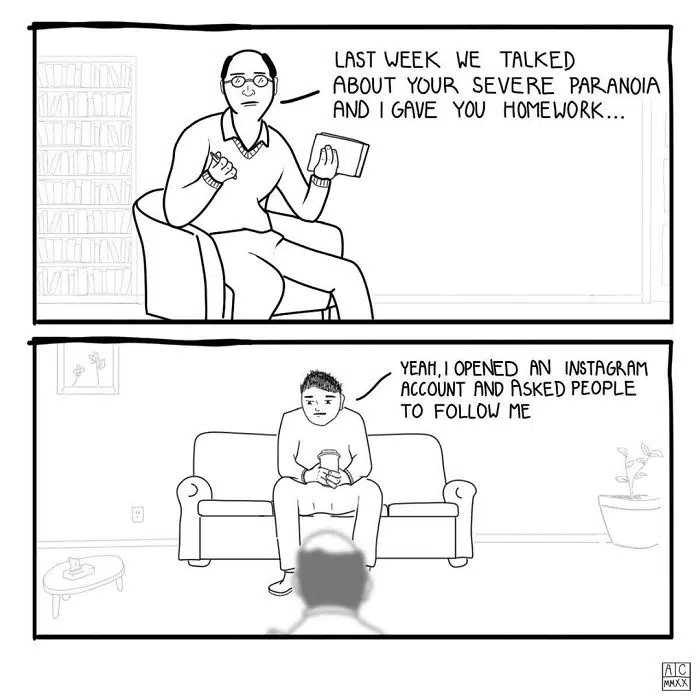 LAST WEEK WE TALKED
ABOUT YOUR SEVERE PARANOIA
AND I GAVE YOU HOMEWORK...
YEAH, I OPENED AN INSTAGRAM
ACCOUNT AND ASKED PEOPLE
TO FOLLOW ME
AC
MMXX